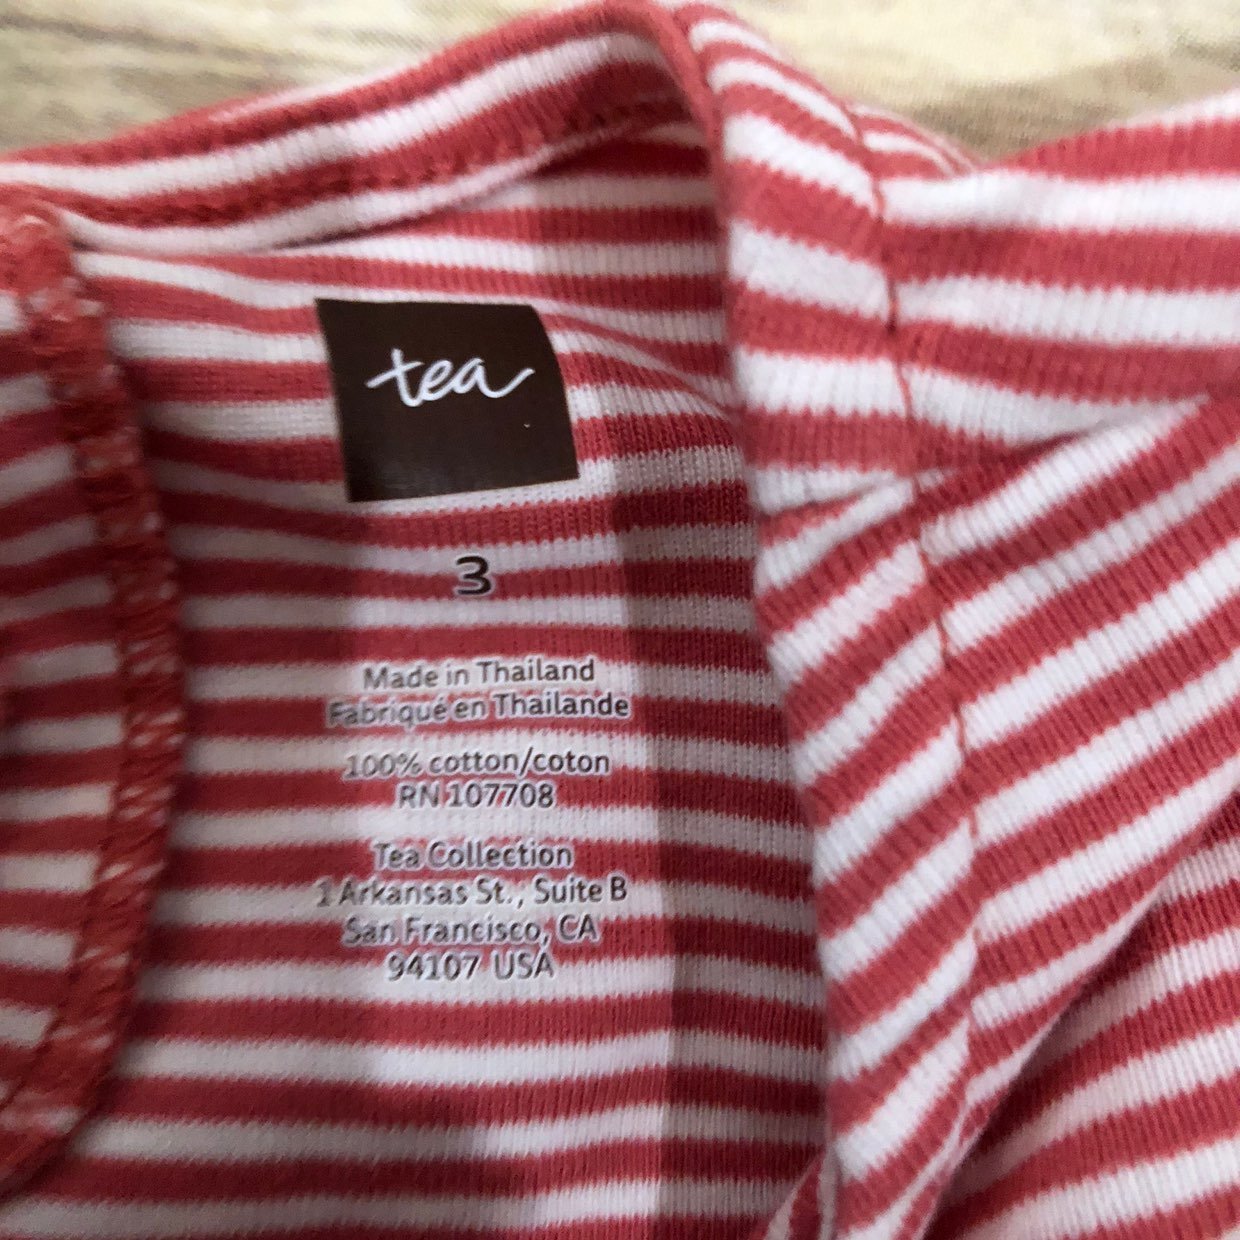 tea
3
Made in Thailand
Fabriqué en Thaïlande
100% cotton/coton
RN 107708
Tea Collection
1 Arkansas St., Suite B
San Francisco, CA
94107 USA